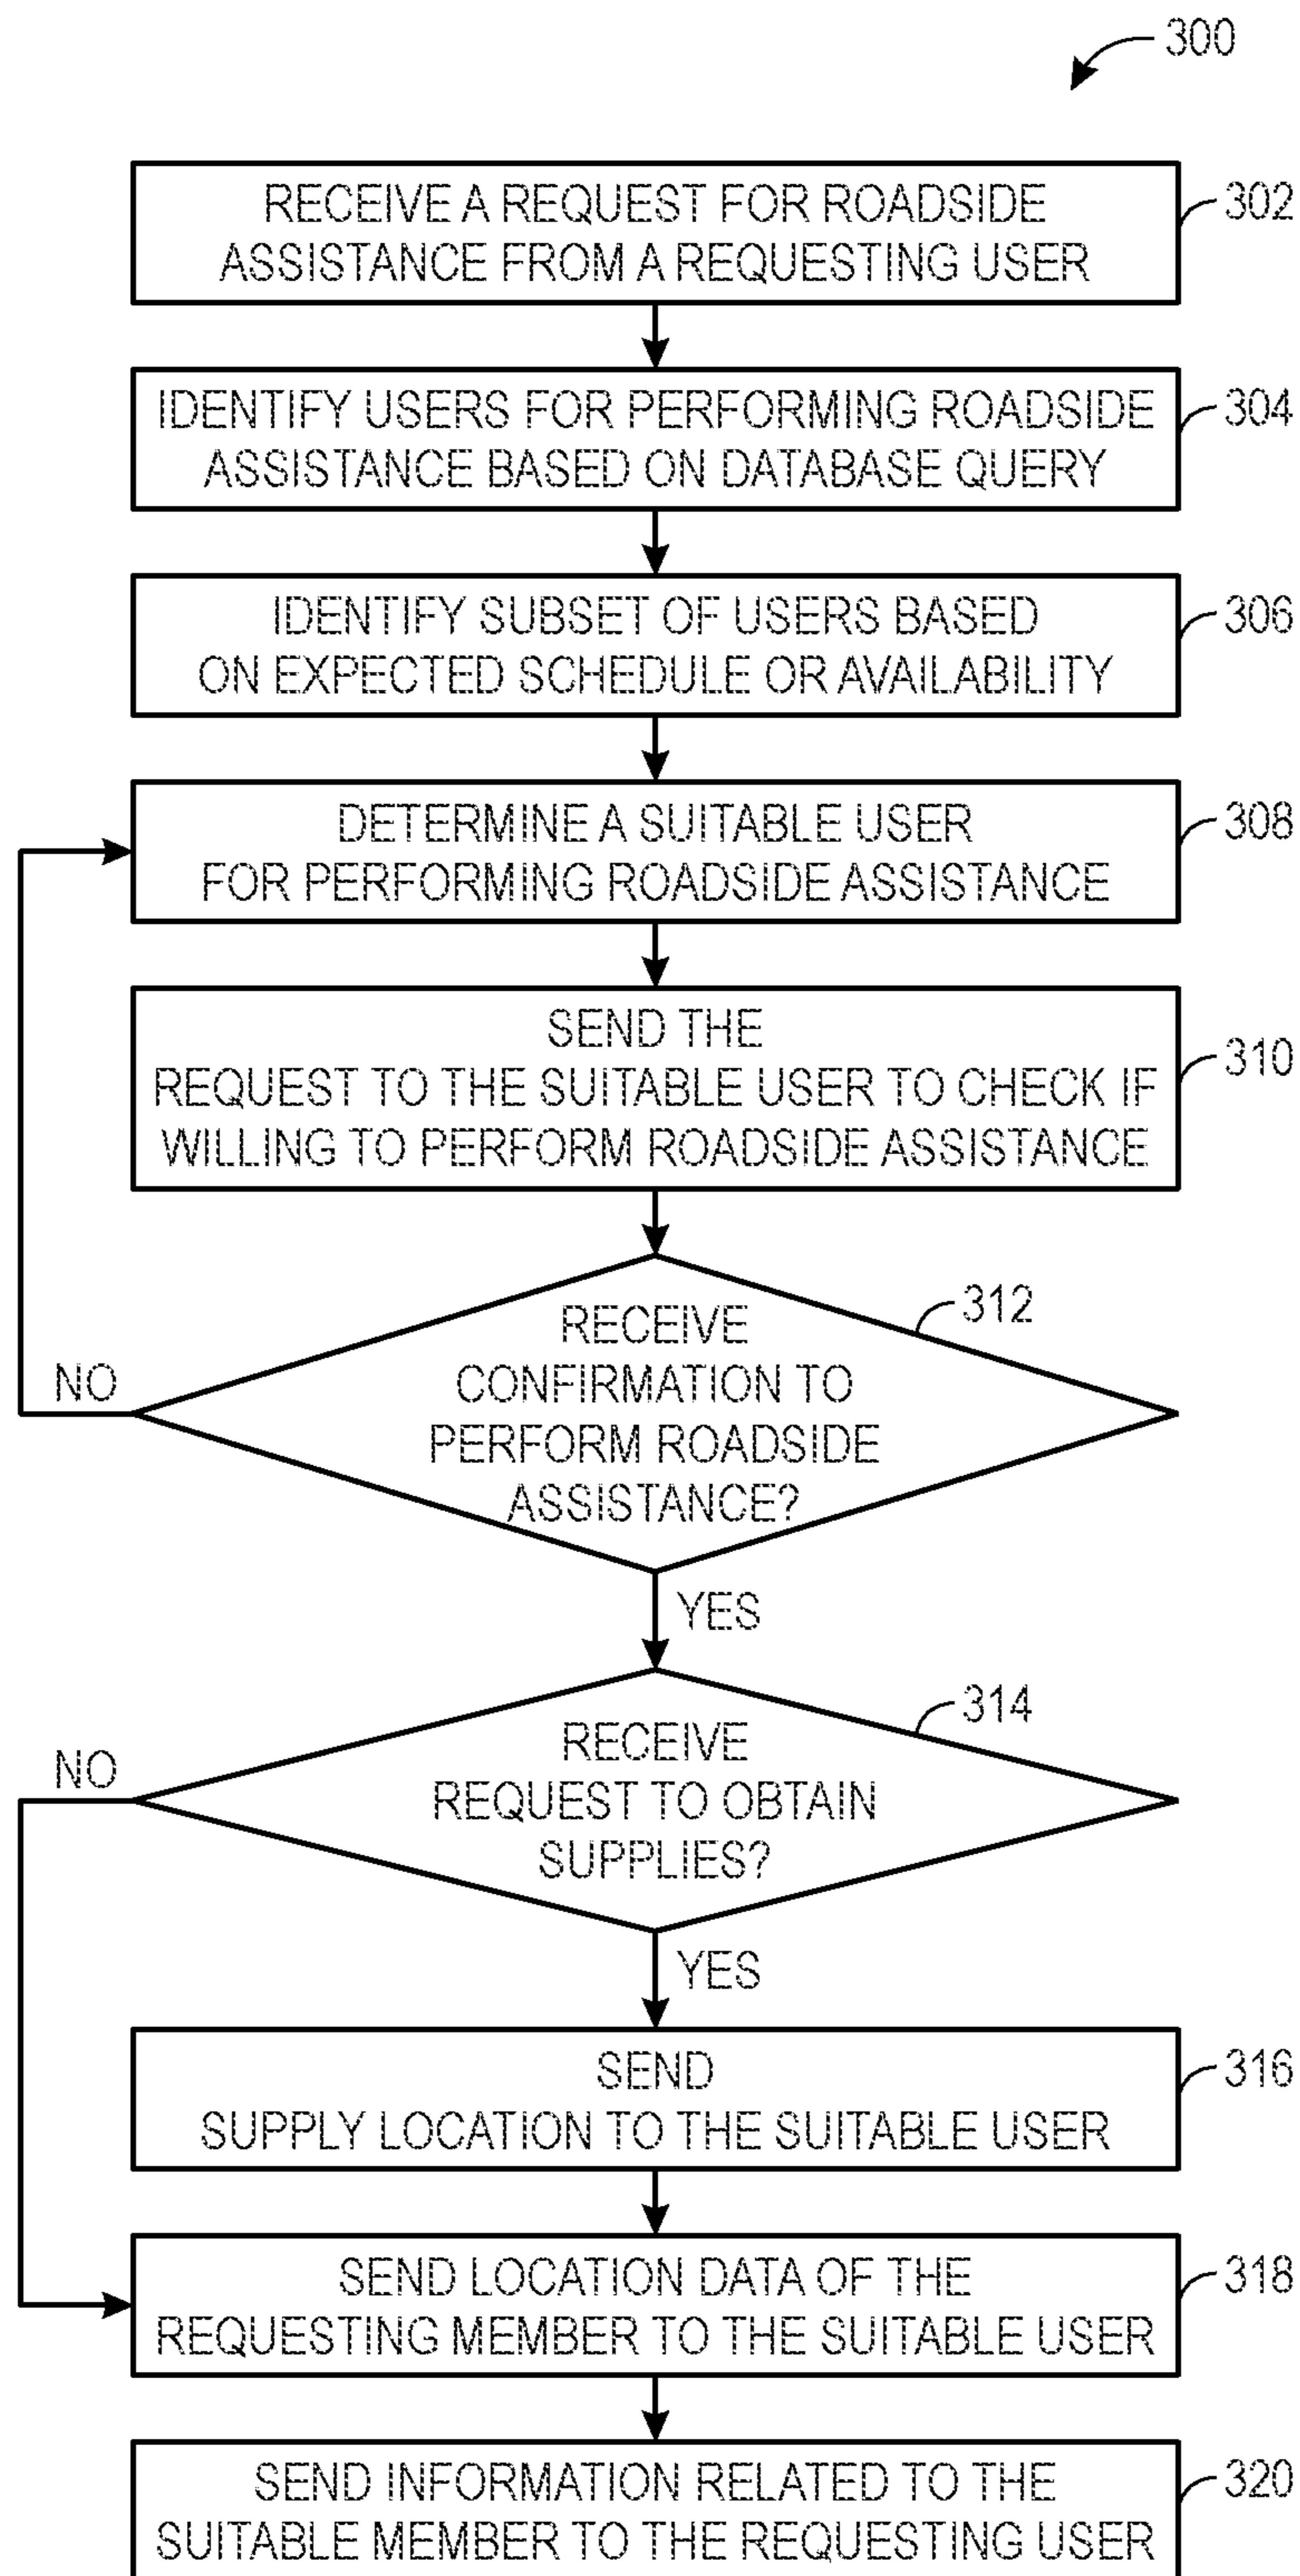 300
RECEIVE A REQUEST FOR ROADSIDE
ASSISTANCE FROM A REQUESTING USER
302
IDENTIFY USERS FOR PERFORMING ROADSIDE
ASSISTANCE BASED ON DATABASE QUERY
304
IDENTIFY SUBSET OF USERS BASED
ON EXPECTED SCHEDULE OR AVAILABILITY
306
DETERMINE A SUITABLE USER
FOR PERFORMING ROADSIDE ASSISTANCE
308
SEND THE
REQUEST TO THE SUITABLE USER TO CHECK IF
WILLING TO PERFORM ROADSIDE ASSISTANCE
310
RECEIVE
CONFIRMATION TO
PERFORM ROADSIDE
ASSISTANCE?
312
NO
YES
RECEIVE
REQUEST TO OBTAIN
SUPPLIES?
314
NO
YES
SEND
SUPPLY LOCATION TO THE SUITABLE USER
316
SEND LOCATION DATA OF THE
REQUESTING MEMBER TO THE SUITABLE USER
318
SEND INFORMATION RELATED TO THE
SUITABLE MEMBER TO THE REQUESTING USER
320